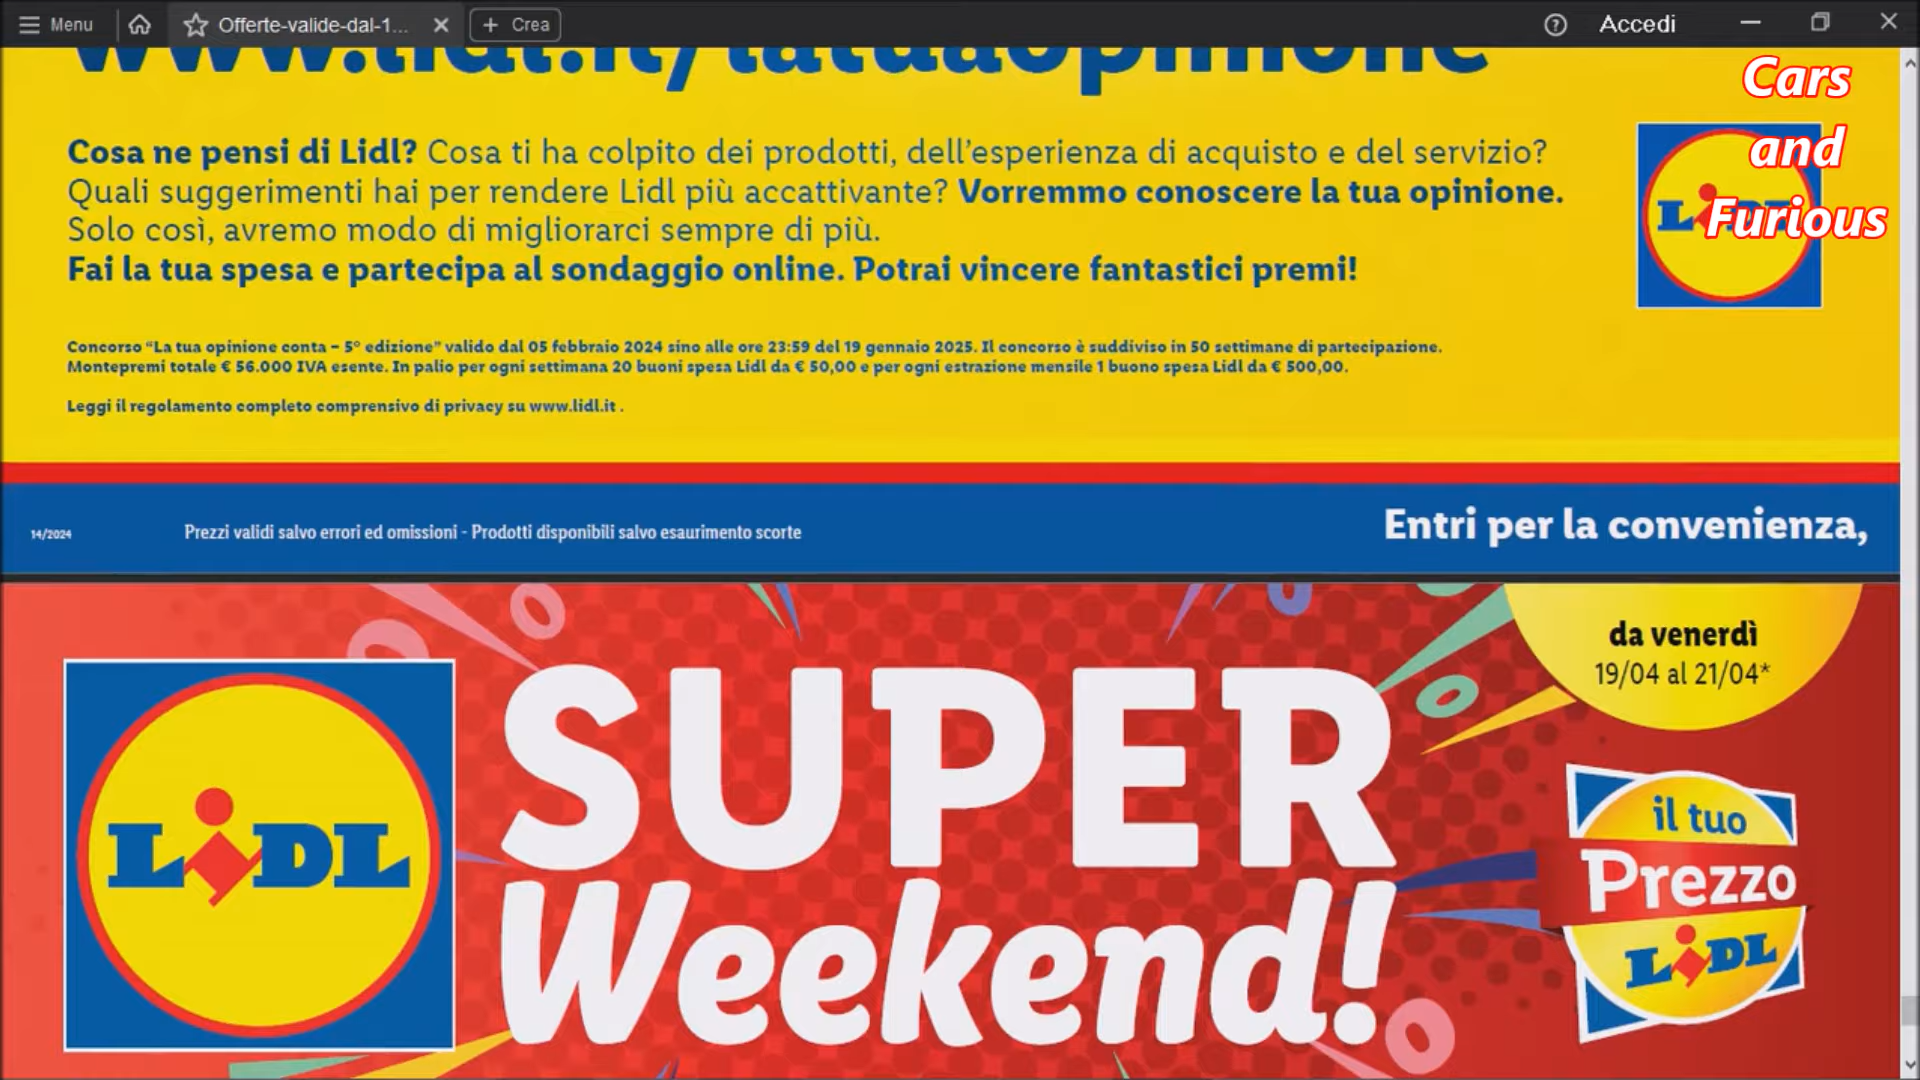 Menu
Offerte-valide-dal-1...
Crea
Accedi
www.lidl.it/latuaopinione
Cars
and
Furious
Cosa ne pensi di Lidl? Cosa ti ha colpito dei prodotti, dell'esperienza di acquisto e del servizio?
Quali suggerimenti hai per rendere Lidl più accattivante? Vorremmo conoscere la tua opinione.
Solo così, avremo modo di migliorarci sempre di più.
Fai la tua spesa e partecipa al sondaggio online. Potrai vincere fantastici premi!
Concorso “La tua opinione conta – 5° edizione” valido dal 05 febbraio 2024 sino alle ore 23:59 del 19 gennaio 2025. Il concorso è suddiviso in 50 settimane di partecipazione.
Montepremi totale € 56.000 IVA esente. In palio per ogni settimana 20 buoni spesa Lidl da € 50,00 e per ogni estrazione mensile 1 buono spesa Lidl da € 500,00.
Leggi il regolamento completo comprensivo di privacy su www.lidl.it .
14/2024
Prezzi validi salvo errori ed omissioni - Prodotti disponibili salvo esaurimento scorte
Entri per la convenienza,
da venerdì
19/04 al 21/04*
LIDL
SUPER
Weekend!
il tuo
Prezzo
LIDL